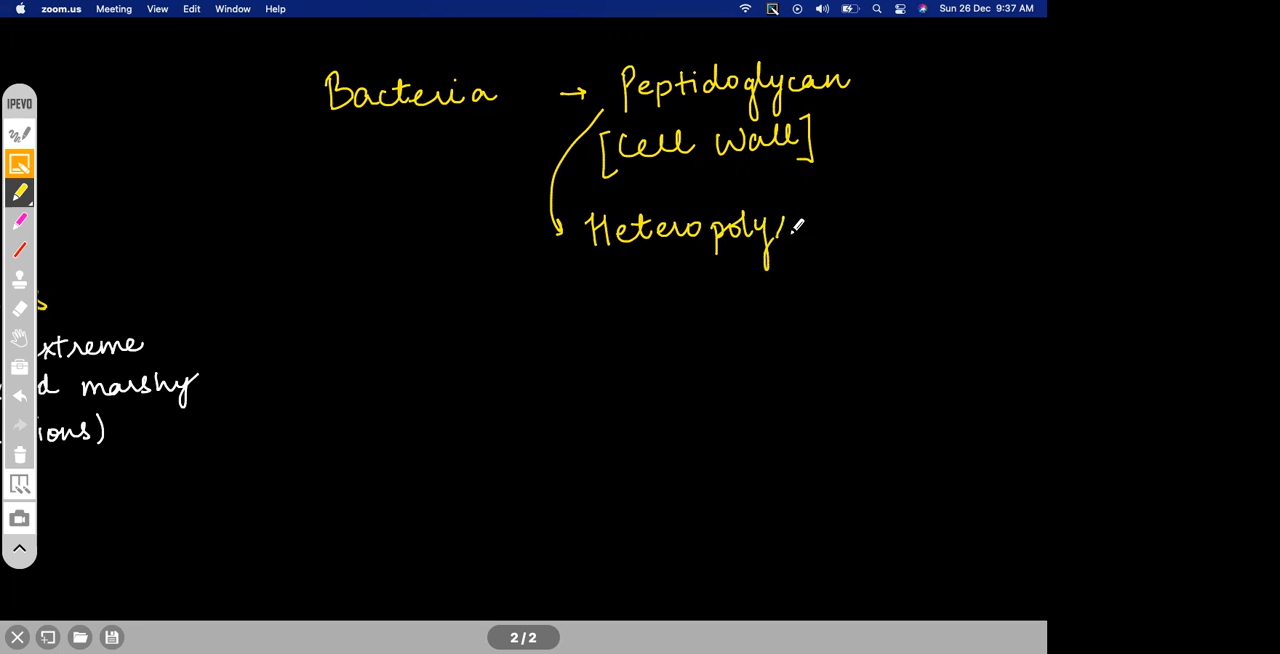 zoom.us Meeting View Edit Window Help Sun 26 Dec 9:37 AM
IPEVO
Bacteria → Peptidoglycan
[Cell Wall]
Heteropoly
xtreme
d marshy
ions)
2/2